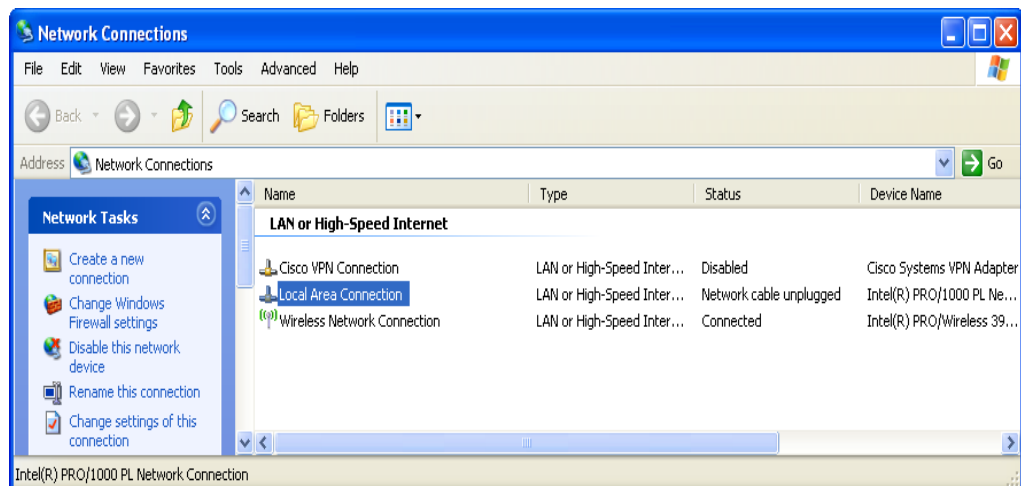 Network Connections
File Edit View Favorites Tools Advanced Help
Back Search Folders
Address Network Connections Go
Network Tasks
Create a new
connection
Change Windows
Firewall settings
Disable this network
device
Rename this connection
Change settings of this
connection
Name Type Status Device Name
LAN or High-Speed Internet
Cisco VPN Connection LAN or High-Speed Inter... Disabled Cisco Systems VPN Adapter
Local Area Connection LAN or High-Speed Inter... Network cable unplugged Intel(R) PRO/1000 PL Ne...
Wireless Network Connection LAN or High-Speed Inter... Connected Intel(R) PRO/Wireless 39...
Intel(R) PRO/1000 PL Network Connection